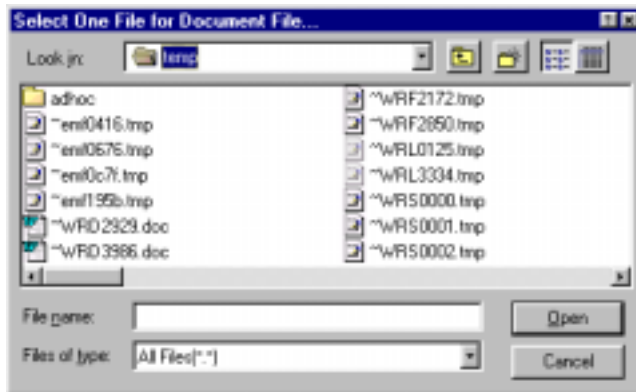 Select One File for Document File...
Look in: temp
adhoc
~emf0416.tmp
~emf0676.tmp
~emf0c7f.tmp
~emf195b.tmp
~WRD2929.doc
~WRD3986.doc
~WRF2172.tmp
~WRF2850.tmp
~WRL0125.tmp
~WRL3334.tmp
~WRS0000.tmp
~WRS0001.tmp
~WRS0002.tmp
File name:
Open
Files of type: All Files(*.*)
Cancel